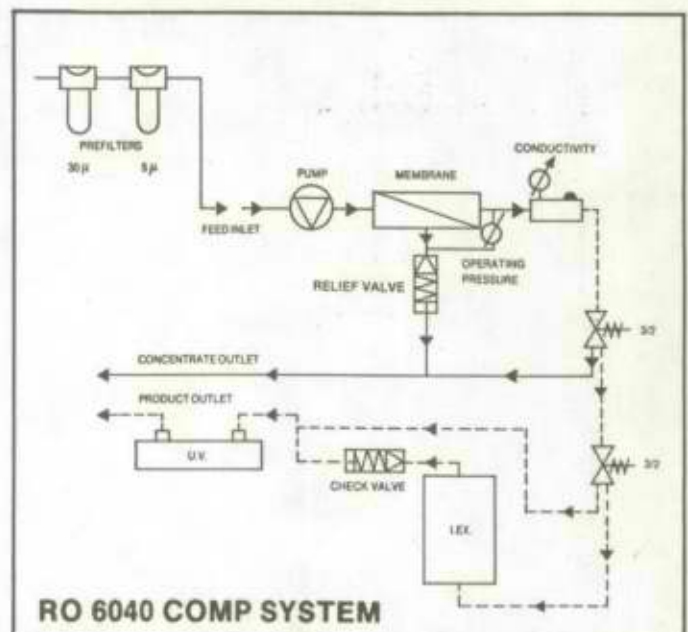 PREFILTERS
30 µ 5 µ
FEED INLET
PUMP
MEMBRANE
CONDUCTIVITY
OPERATING
PRESSURE
RELIEF VALVE
3/2
CONCENTRATE OUTLET
PRODUCT OUTLET
U.V.
CHECK VALVE
I.EX.
3/2
RO 6040 COMP SYSTEM